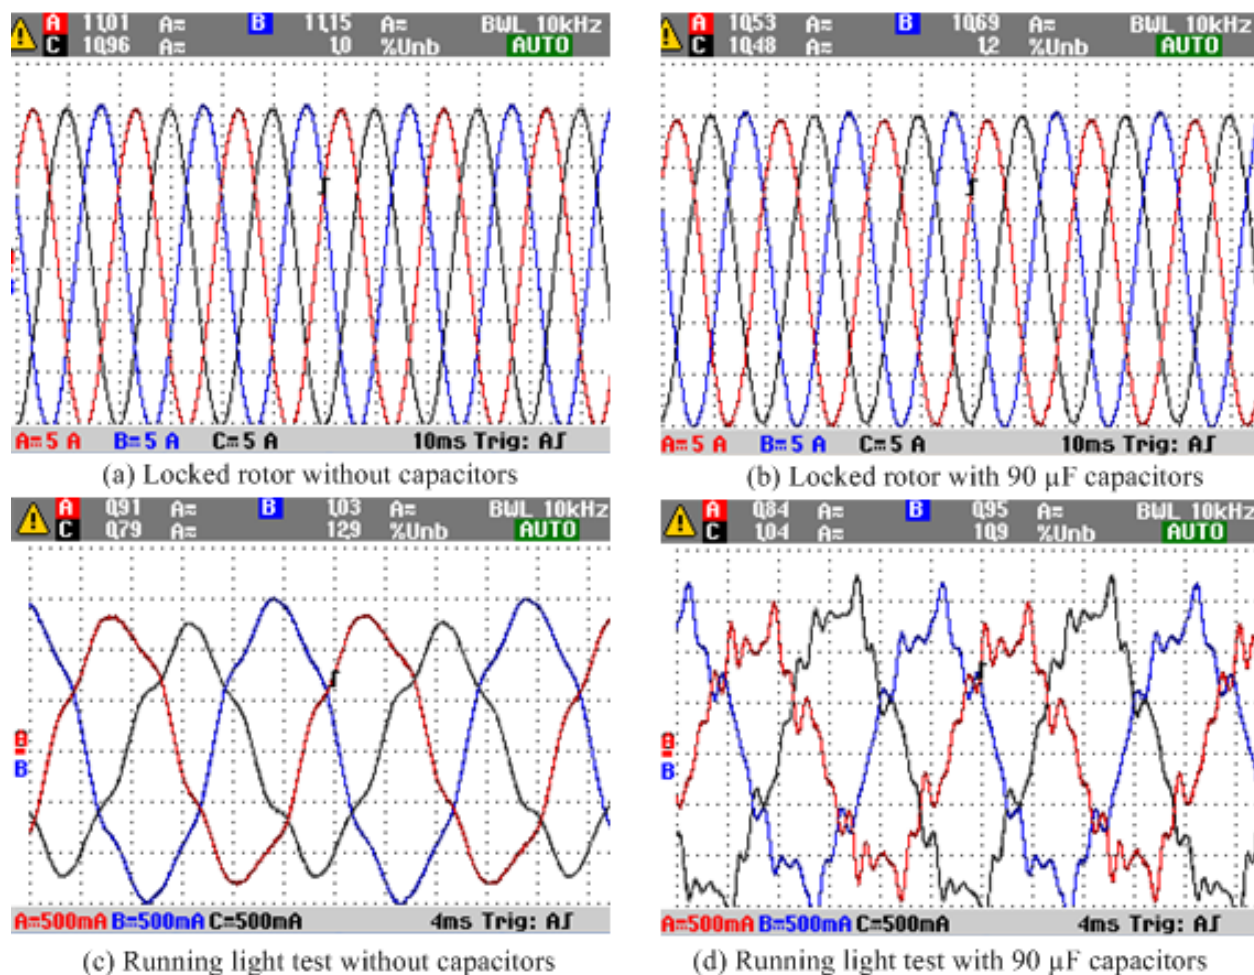 A 11,01 A≂ B 11,15 A≂ BWL 10kHz
C 10,96 A≂ 1,0 %Unb AUTO
A≂5 A B≂5 A C≂5 A 10ms Trig: A
(a) Locked rotor without capacitors
A 10,53 A≂ B 10,69 A≂ BWL 10kHz
C 10,48 A≂ 1,2 %Unb AUTO
A≂5 A B≂5 A C≂5 A 10ms Trig: A
(b) Locked rotor with 90 µF capacitors
A 0,91 A≂ B 1,03 A≂ BWL 10kHz
C 0,79 A≂ 12,9 %Unb AUTO
B
A≂500mA B≂500mA C≂500mA 4ms Trig: A
(c) Running light test without capacitors
A 0,84 A≂ B 0,95 A≂ BWL 10kHz
C 1,04 A≂ 10,9 %Unb AUTO
B
A≂500mA B≂500mA C≂500mA 4ms Trig: A
(d) Running light test with 90 µF capacitors